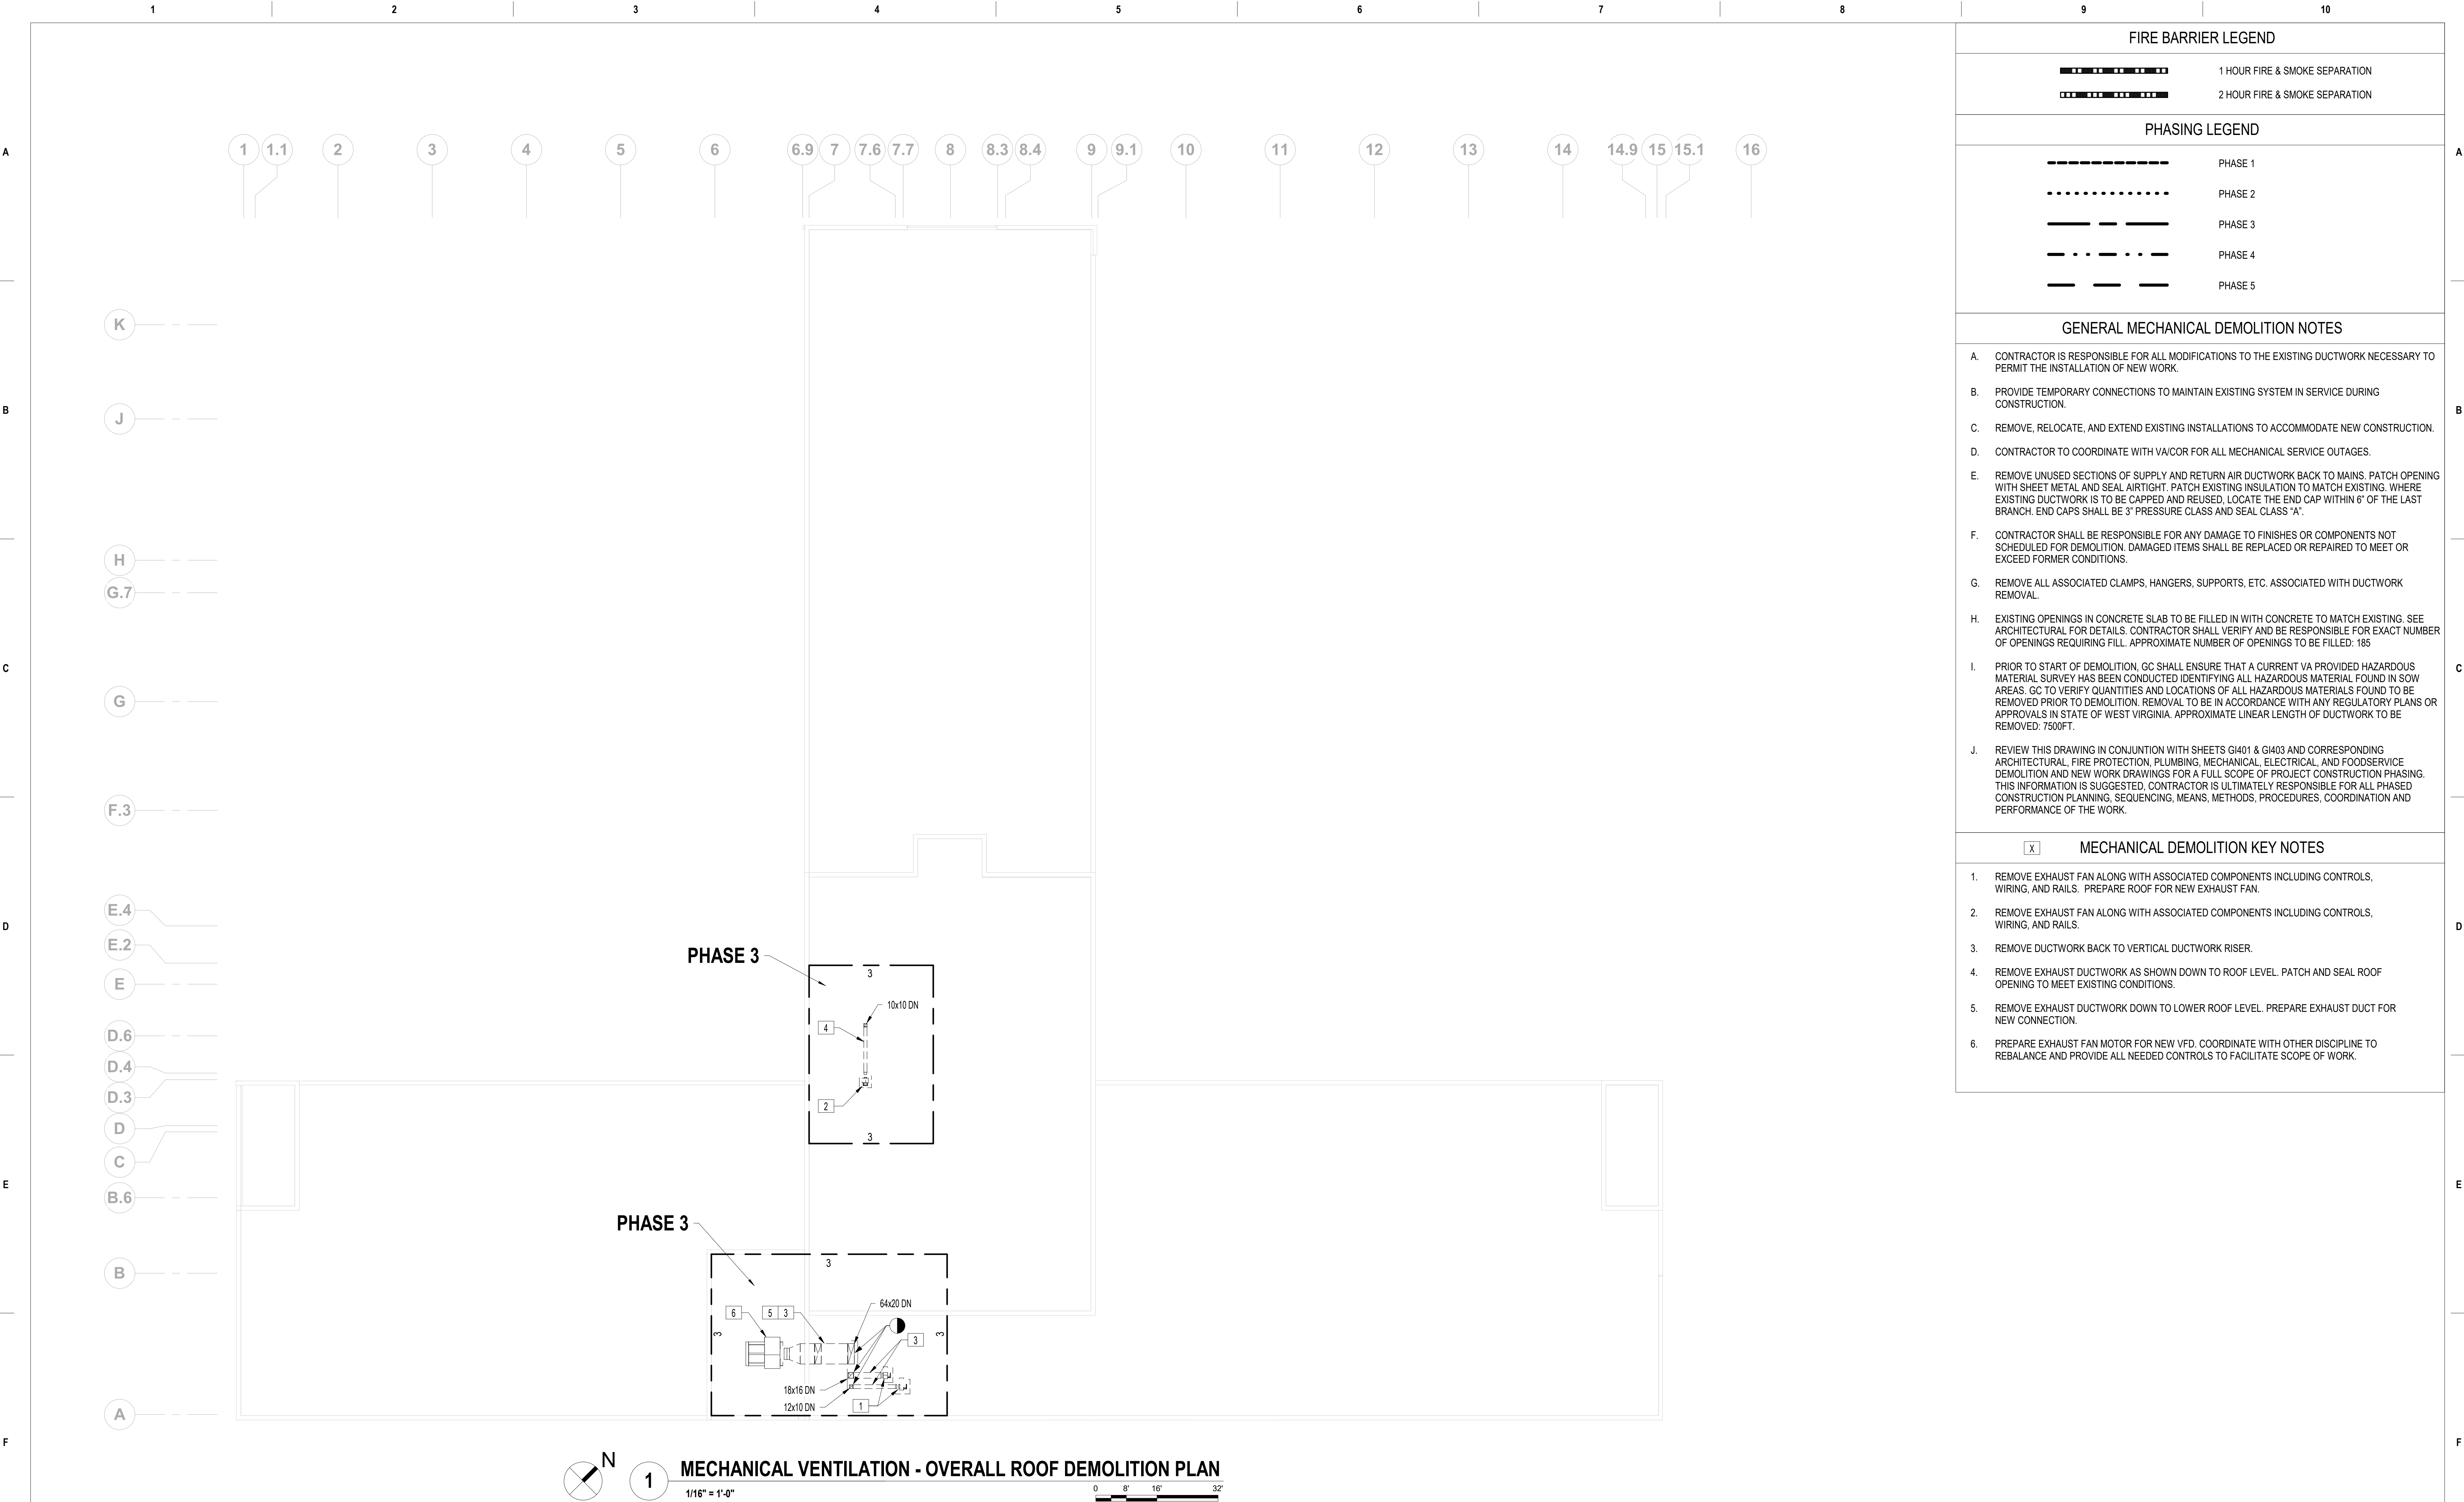 1 2 3 4 5 6 7 8 9 10
A
B
C
D
E
F
A
B
C
D
E
F
1 1.1 2 3 4 5 6 6.9 7 7.6 7.7 8 8.3 8.4 9 9.1 10 11 12 13 14 14.9 15 15.1 16
K
J
H
G.7
G
F.3
E.4
E.2
E
D.6
D.4
D.3
D
C
B.6
B
A
PHASE 3
3
10x10 DN
4
2
3
PHASE 3
3
64x20 DN
6
5 3
3
3
3
18x16 DN
12x10 DN
1
N
1
MECHANICAL VENTILATION - OVERALL ROOF DEMOLITION PLAN
1/16" = 1'-0"
0 8' 16' 32'
FIRE BARRIER LEGEND
1 HOUR FIRE & SMOKE SEPARATION
2 HOUR FIRE & SMOKE SEPARATION
PHASING LEGEND
PHASE 1
PHASE 2
PHASE 3
PHASE 4
PHASE 5
GENERAL MECHANICAL DEMOLITION NOTES
A. CONTRACTOR IS RESPONSIBLE FOR ALL MODIFICATIONS TO THE EXISTING DUCTWORK NECESSARY TO
PERMIT THE INSTALLATION OF NEW WORK.
B. PROVIDE TEMPORARY CONNECTIONS TO MAINTAIN EXISTING SYSTEM IN SERVICE DURING
CONSTRUCTION.
C. REMOVE, RELOCATE, AND EXTEND EXISTING INSTALLATIONS TO ACCOMMODATE NEW CONSTRUCTION.
D. CONTRACTOR TO COORDINATE WITH VA/COR FOR ALL MECHANICAL SERVICE OUTAGES.
E. REMOVE UNUSED SECTIONS OF SUPPLY AND RETURN AIR DUCTWORK BACK TO MAINS. PATCH OPENING
WITH SHEET METAL AND SEAL AIRTIGHT. PATCH EXISTING INSULATION TO MATCH EXISTING. WHERE
EXISTING DUCTWORK IS TO BE CAPPED AND REUSED, LOCATE THE END CAP WITHIN 6” OF THE LAST
BRANCH. END CAPS SHALL BE 3” PRESSURE CLASS AND SEAL CLASS “A”.
F. CONTRACTOR SHALL BE RESPONSIBLE FOR ANY DAMAGE TO FINISHES OR COMPONENTS NOT
SCHEDULED FOR DEMOLITION. DAMAGED ITEMS SHALL BE REPLACED OR REPAIRED TO MEET OR
EXCEED FORMER CONDITIONS.
G. REMOVE ALL ASSOCIATED CLAMPS, HANGERS, SUPPORTS, ETC. ASSOCIATED WITH DUCTWORK
REMOVAL.
H. EXISTING OPENINGS IN CONCRETE SLAB TO BE FILLED IN WITH CONCRETE TO MATCH EXISTING. SEE
ARCHITECTURAL FOR DETAILS. CONTRACTOR SHALL VERIFY AND BE RESPONSIBLE FOR EXACT NUMBER
OF OPENINGS REQUIRING FILL. APPROXIMATE NUMBER OF OPENINGS TO BE FILLED: 185
I. PRIOR TO START OF DEMOLITION, GC SHALL ENSURE THAT A CURRENT VA PROVIDED HAZARDOUS
MATERIAL SURVEY HAS BEEN CONDUCTED IDENTIFYING ALL HAZARDOUS MATERIAL FOUND IN SOW
AREAS. GC TO VERIFY QUANTITIES AND LOCATIONS OF ALL HAZARDOUS MATERIALS FOUND TO BE
REMOVED PRIOR TO DEMOLITION. REMOVAL TO BE IN ACCORDANCE WITH ANY REGULATORY PLANS OR
APPROVALS IN STATE OF WEST VIRGINIA. APPROXIMATE LINEAR LENGTH OF DUCTWORK TO BE
REMOVED: 7500FT.
J. REVIEW THIS DRAWING IN CONJUNTION WITH SHEETS GI401 & GI403 AND CORRESPONDING
ARCHITECTURAL, FIRE PROTECTION, PLUMBING, MECHANICAL, ELECTRICAL, AND FOODSERVICE
DEMOLITION AND NEW WORK DRAWINGS FOR A FULL SCOPE OF PROJECT CONSTRUCTION PHASING.
THIS INFORMATION IS SUGGESTED, CONTRACTOR IS ULTIMATELY RESPONSIBLE FOR ALL PHASED
CONSTRUCTION PLANNING, SEQUENCING, MEANS, METHODS, PROCEDURES, COORDINATION AND
PERFORMANCE OF THE WORK.
X MECHANICAL DEMOLITION KEY NOTES
1. REMOVE EXHAUST FAN ALONG WITH ASSOCIATED COMPONENTS INCLUDING CONTROLS,
WIRING, AND RAILS. PREPARE ROOF FOR NEW EXHAUST FAN.
2. REMOVE EXHAUST FAN ALONG WITH ASSOCIATED COMPONENTS INCLUDING CONTROLS,
WIRING, AND RAILS.
3. REMOVE DUCTWORK BACK TO VERTICAL DUCTWORK RISER.
4. REMOVE EXHAUST DUCTWORK AS SHOWN DOWN TO ROOF LEVEL. PATCH AND SEAL ROOF
OPENING TO MEET EXISTING CONDITIONS.
5. REMOVE EXHAUST DUCTWORK DOWN TO LOWER ROOF LEVEL. PREPARE EXHAUST DUCT FOR
NEW CONNECTION.
6. PREPARE EXHAUST FAN MOTOR FOR NEW VFD. COORDINATE WITH OTHER DISCIPLINE TO
REBALANCE AND PROVIDE ALL NEEDED CONTROLS TO FACILITATE SCOPE OF WORK.